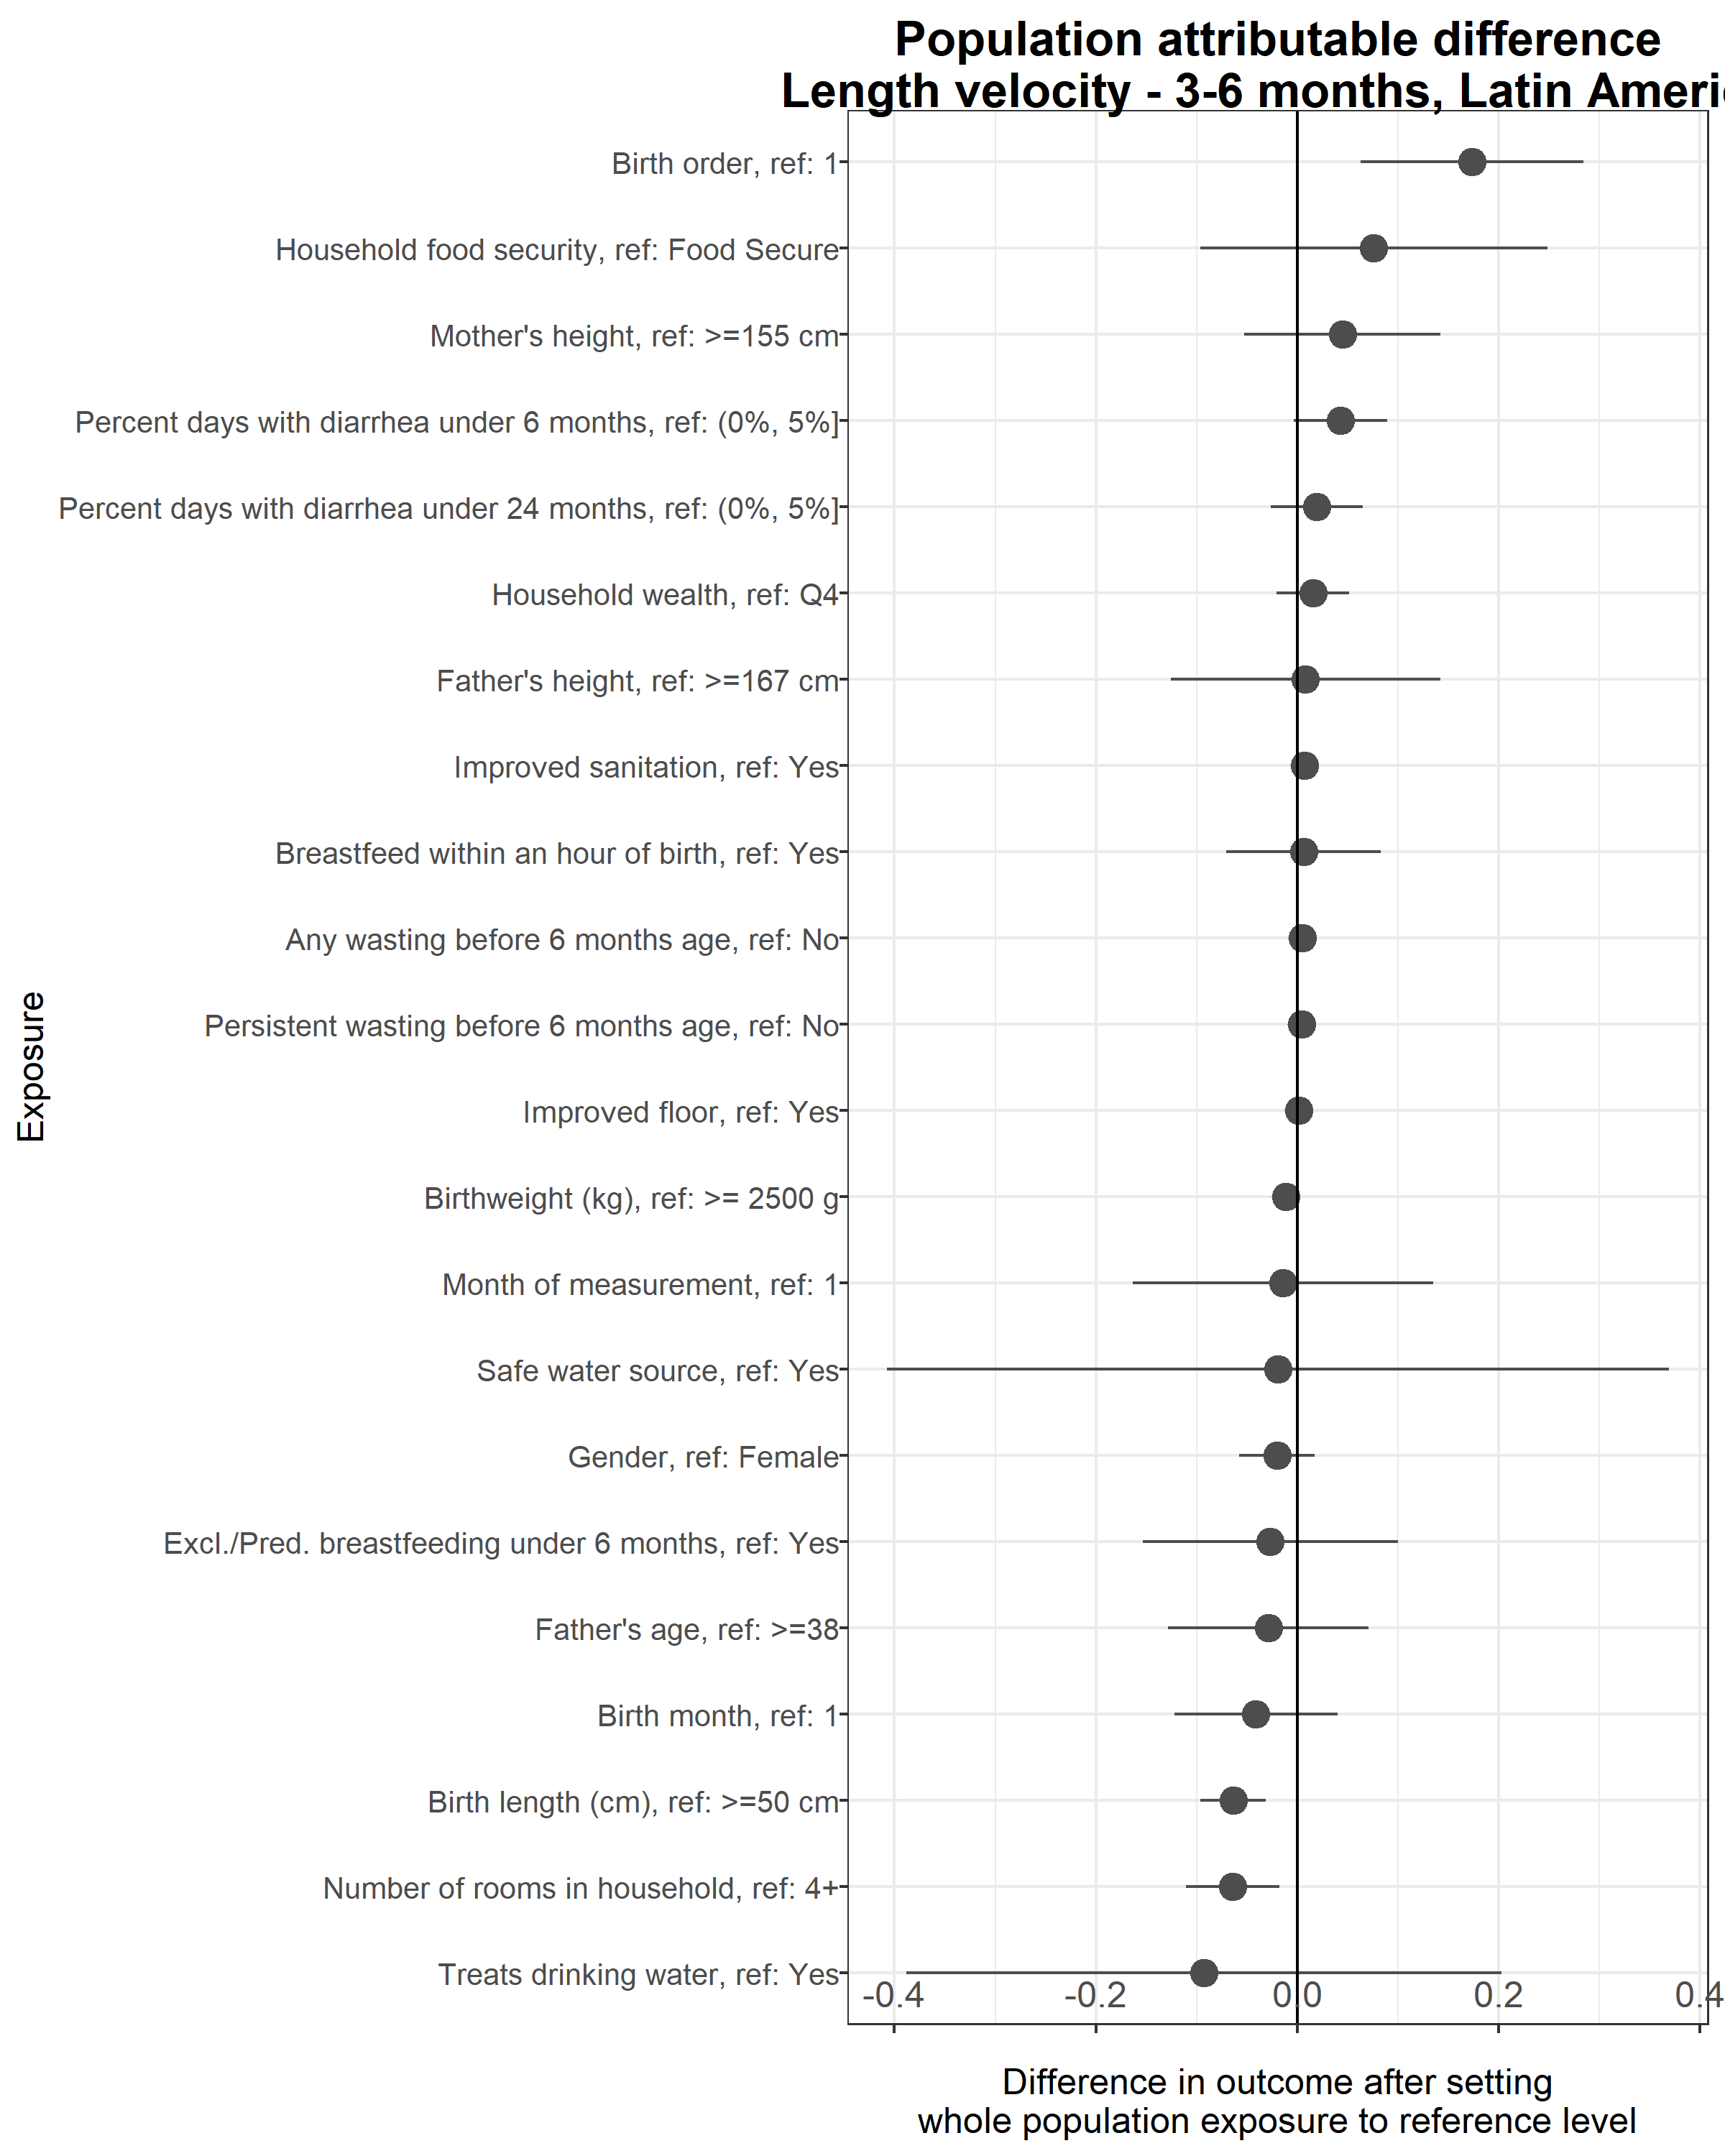 Population attributable difference
Length velocity - 3-6 months, Latin Ameri
Birth order, ref: 1
Household food security, ref: Food Secure
Mother's height, ref: >=155 cm
Percent days with diarrhea under 6 months, ref: (0%, 5%]
Percent days with diarrhea under 24 months, ref: (0%, 5%]
Household wealth, ref: Q4
Father's height, ref: >=167 cm
Improved sanitation, ref: Yes
Breastfeed within an hour of birth, ref: Yes
Any wasting before 6 months age, ref: No
Persistent wasting before 6 months age, ref: No
Improved floor, ref: Yes
Birthweight (kg), ref: >= 2500 g
Month of measurement, ref: 1
Safe water source, ref: Yes
Gender, ref: Female
Excl./Pred. breastfeeding under 6 months, ref: Yes
Father's age, ref: >=38
Birth month, ref: 1
Birth length (cm), ref: >=50 cm
Number of rooms in household, ref: 4+
Treats drinking water, ref: Yes
Exposure
-0.4 -0.2 0.0 0.2 0.4
Difference in outcome after setting
whole population exposure to reference level